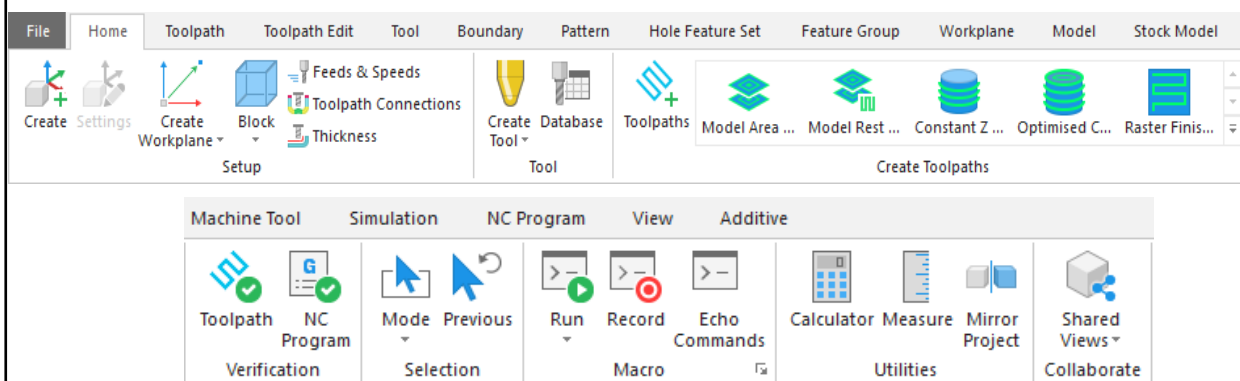 File Home Toolpath Toolpath Edit Tool Boundary Pattern Hole Feature Set Feature Group Workplane Model Stock Model
Create Settings Create Workplane Block
Feeds & Speeds
Toolpath Connections
Thickness
Setup
Create Tool Database
Tool
Toolpaths Model Area ... Model Rest ... Constant Z ... Optimised C... Raster Finis...
Create Toolpaths
Machine Tool Simulation NC Program View Additive
G
Toolpath NC Program
Verification
Mode Previous
Selection
Run Record Echo Commands
Macro
0
Calculator Measure Mirror Project
Utilities
Shared Views
Collaborate